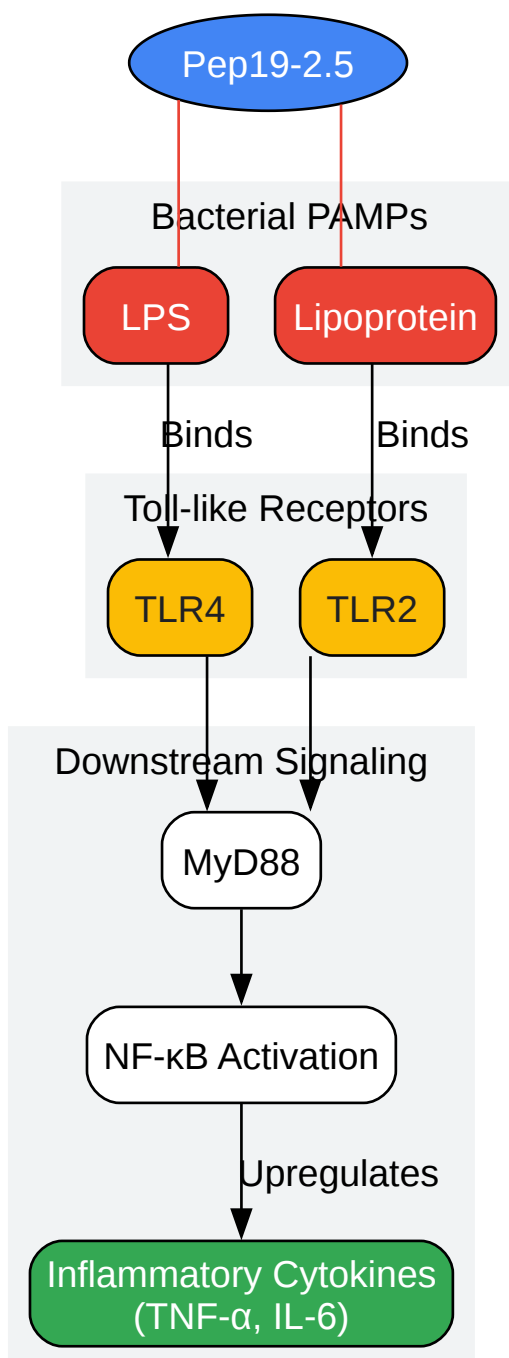 Pep19-2.5
Bacterial PAMPs
LPS
Lipoprotein
Binds
Binds
Toll-like Receptors
TLR4
TLR2
Downstream Signaling
MyD88
NF-κB Activation
Upregulates
Inflammatory Cytokines
(TNF-α, IL-6)